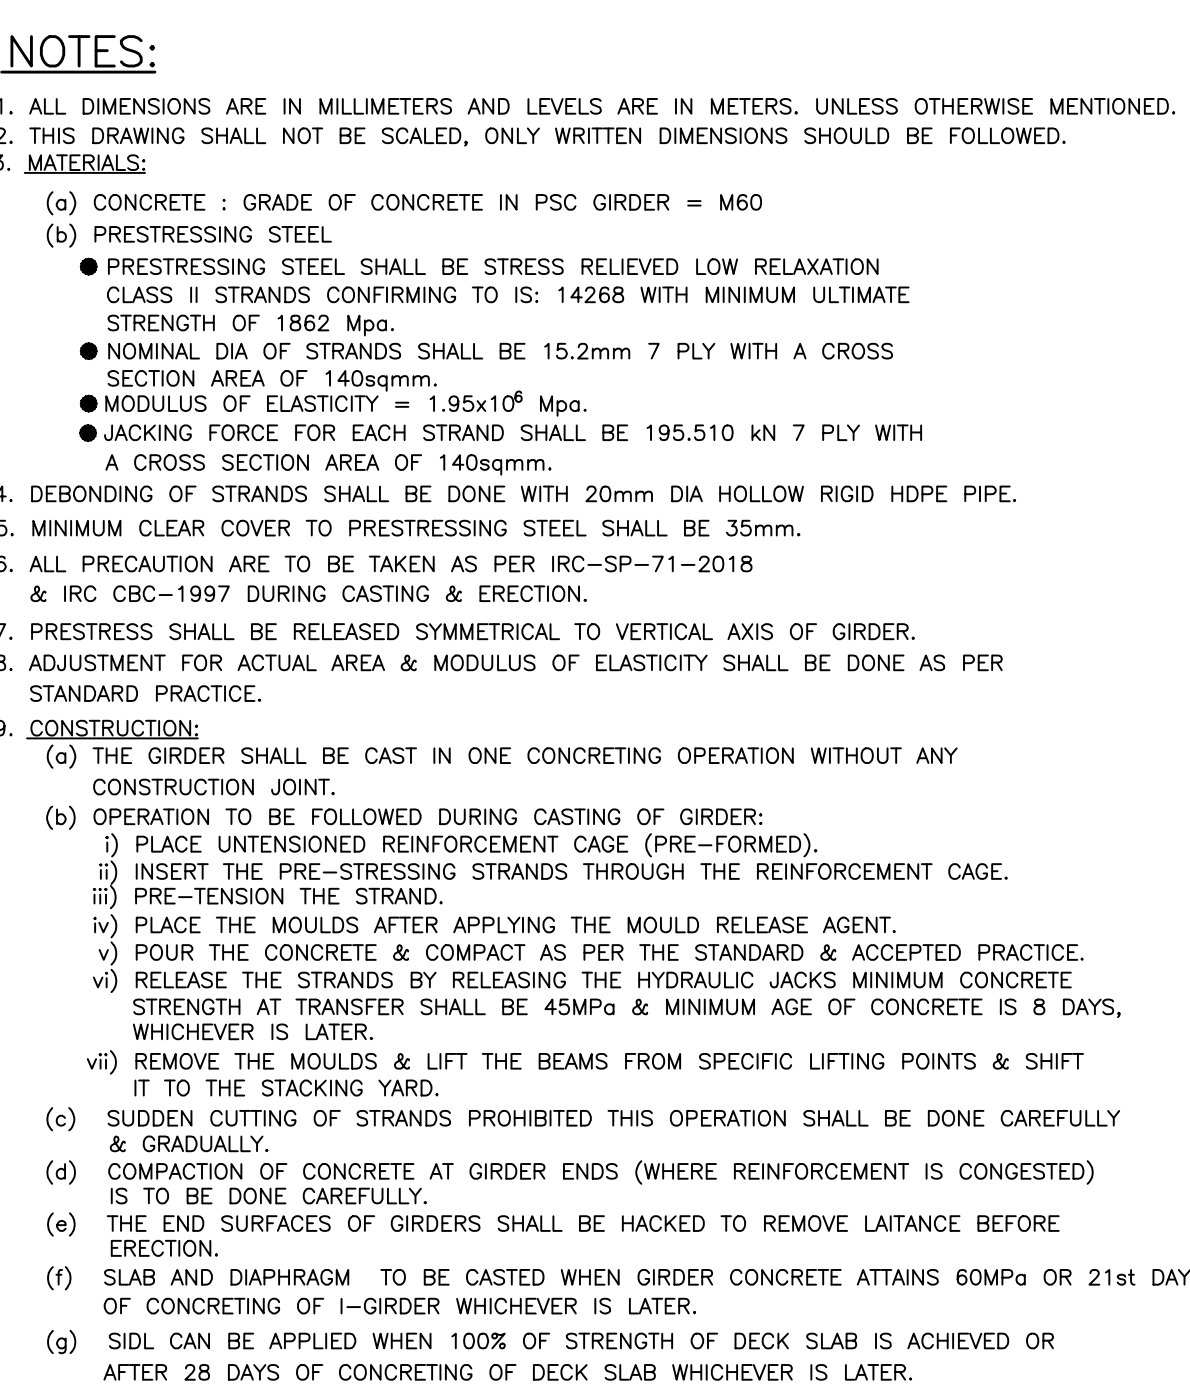 NOTES:
1. ALL DIMENSIONS ARE IN MILLIMETERS AND LEVELS ARE IN METERS. UNLESS OTHERWISE MENTIONED.
2. THIS DRAWING SHALL NOT BE SCALED, ONLY WRITTEN DIMENSIONS SHOULD BE FOLLOWED.
3. MATERIALS:
(a) CONCRETE : GRADE OF CONCRETE IN PSC GIRDER = M60
(b) PRESTRESSING STEEL
● PRESTRESSING STEEL SHALL BE STRESS RELIEVED LOW RELAXATION
CLASS II STRANDS CONFIRMING TO IS: 14268 WITH MINIMUM ULTIMATE
STRENGTH OF 1862 Mpa.
● NOMINAL DIA OF STRANDS SHALL BE 15.2mm 7 PLY WITH A CROSS
SECTION AREA OF 140sqmm.
● MODULUS OF ELASTICITY = 1.95x10⁶ Mpa.
● JACKING FORCE FOR EACH STRAND SHALL BE 195.510 kN 7 PLY WITH
A CROSS SECTION AREA OF 140sqmm.
4. DEBONDING OF STRANDS SHALL BE DONE WITH 20mm DIA HOLLOW RIGID HDPE PIPE.
5. MINIMUM CLEAR COVER TO PRESTRESSING STEEL SHALL BE 35mm.
6. ALL PRECAUTION ARE TO BE TAKEN AS PER IRC-SP-71-2018
& IRC CBC-1997 DURING CASTING & ERECTION.
7. PRESTRESS SHALL BE RELEASED SYMMETRICAL TO VERTICAL AXIS OF GIRDER.
8. ADJUSTMENT FOR ACTUAL AREA & MODULUS OF ELASTICITY SHALL BE DONE AS PER
STANDARD PRACTICE.
9. CONSTRUCTION:
(a) THE GIRDER SHALL BE CAST IN ONE CONCRETING OPERATION WITHOUT ANY
CONSTRUCTION JOINT.
(b) OPERATION TO BE FOLLOWED DURING CASTING OF GIRDER:
i) PLACE UNTENSIONED REINFORCEMENT CAGE (PRE-FORMED).
ii) INSERT THE PRE-STRESSING STRANDS THROUGH THE REINFORCEMENT CAGE.
iii) PRE-TENSION THE STRAND.
iv) PLACE THE MOULDS AFTER APPLYING THE MOULD RELEASE AGENT.
v) POUR THE CONCRETE & COMPACT AS PER THE STANDARD & ACCEPTED PRACTICE.
vi) RELEASE THE STRANDS BY RELEASING THE HYDRAULIC JACKS MINIMUM CONCRETE
STRENGTH AT TRANSFER SHALL BE 45MPa & MINIMUM AGE OF CONCRETE IS 8 DAYS,
WHICHEVER IS LATER.
vii) REMOVE THE MOULDS & LIFT THE BEAMS FROM SPECIFIC LIFTING POINTS & SHIFT
IT TO THE STACKING YARD.
(c) SUDDEN CUTTING OF STRANDS PROHIBITED THIS OPERATION SHALL BE DONE CAREFULLY
& GRADUALLY.
(d) COMPACTION OF CONCRETE AT GIRDER ENDS (WHERE REINFORCEMENT IS CONGESTED)
IS TO BE DONE CAREFULLY.
(e) THE END SURFACES OF GIRDERS SHALL BE HACKED TO REMOVE LAITANCE BEFORE
ERECTION.
(f) SLAB AND DIAPHRAGM TO BE CASTED WHEN GIRDER CONCRETE ATTAINS 60MPa OR 21st DAY
OF CONCRETING OF I-GIRDER WHICHEVER IS LATER.
(g) SIDL CAN BE APPLIED WHEN 100% OF STRENGTH OF DECK SLAB IS ACHIEVED OR
AFTER 28 DAYS OF CONCRETING OF DECK SLAB WHICHEVER IS LATER.